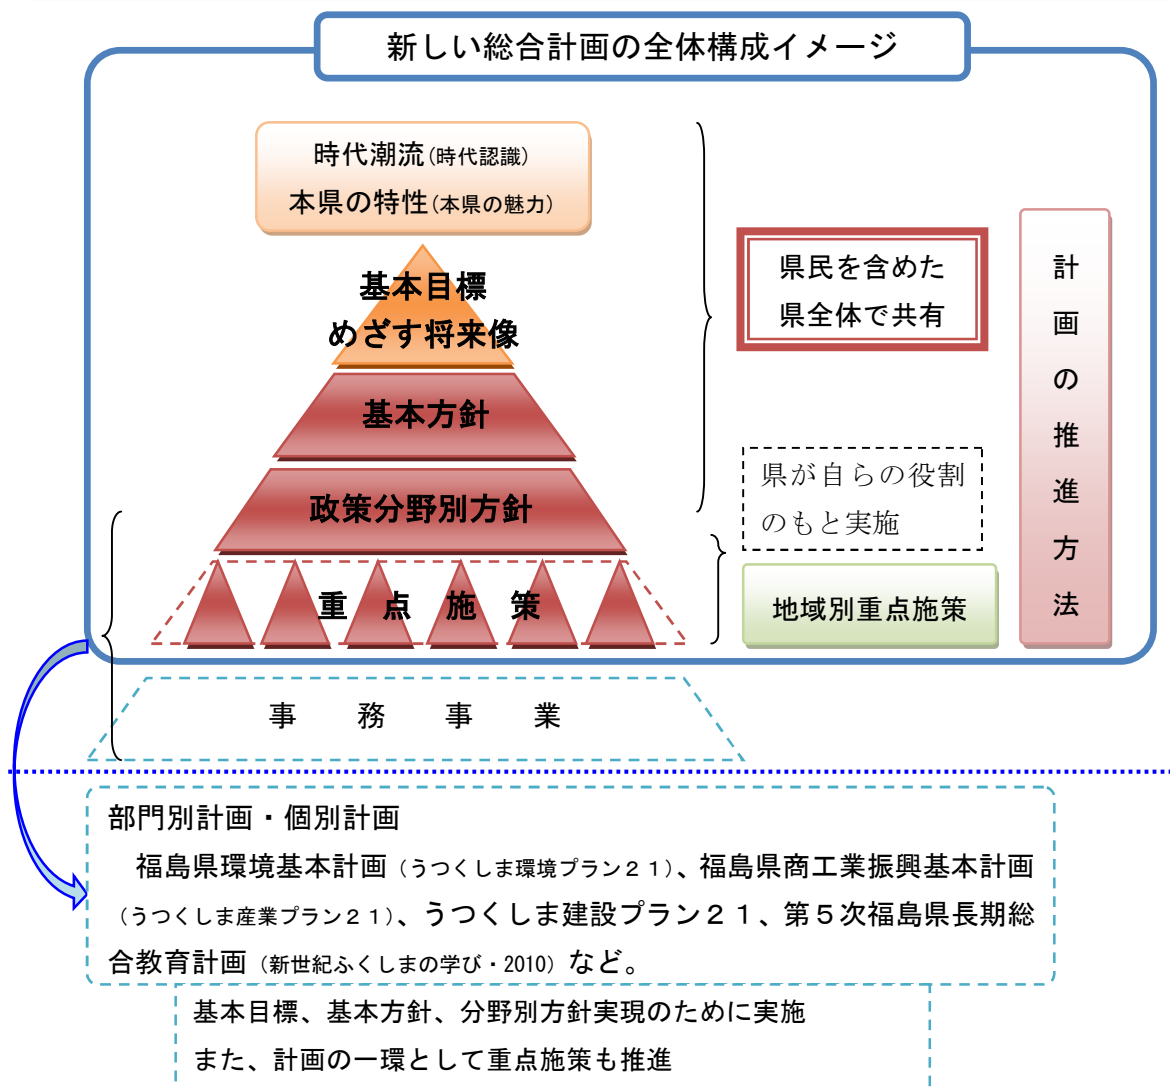 新しい総合計画の全体構成イメージ
時代潮流(時代認識)
本県の特性(本県の魅力)
基本目標
めざす将来像
基本方針
政策分野別方針
重点施策
県民を含めた
県全体で共有
県が自らの役割
のもと実施
地域別重点施策
計画の推進方法
事務事業
部門別計画・個別計画
福島県環境基本計画(うつくしま環境プラン21)、福島県商工業振興基本計画
(うつくしま産業プラン21)、うつくしま建設プラン21、第5次福島県長期総
合教育計画(新世紀ふくしまの学び・2010)など。
基本目標、基本方針、分野別方針実現のために実施
また、計画の一環として重点施策も推進